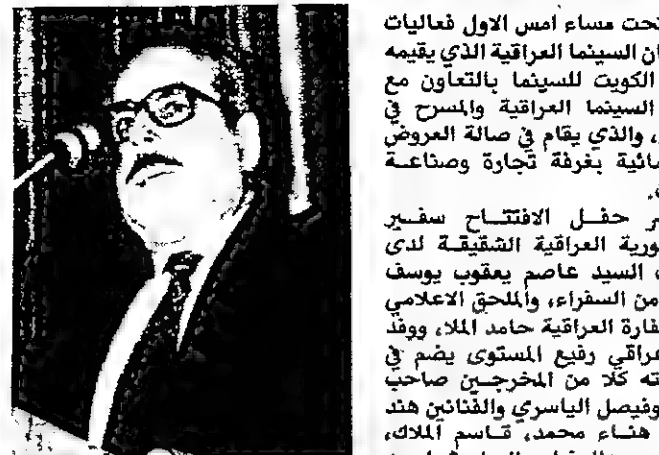 تحت مساء امس الاول فعاليات
ان السينما العراقية الذي يقيمه
الكويت للسينما بالتعاون مع
السينما العراقية والمسرح في
، والذي يقام في صالة العروض
مائية بغرفة تجارة وصناعة
ر حفل الافتتاح سفير
ورية العراقية الشقيقة لدى
، السيد عاصم يعقوب يوسف
من السفراء، والملحق الاعلامي
فارة العراقية حامد الملا، ووفد
عراقي رفيع المستوى يضم في
ته كلا من المخرجين صاحب
وفيصل الياسري والفنانين هند
هناء محمد، قاسم الملاك،